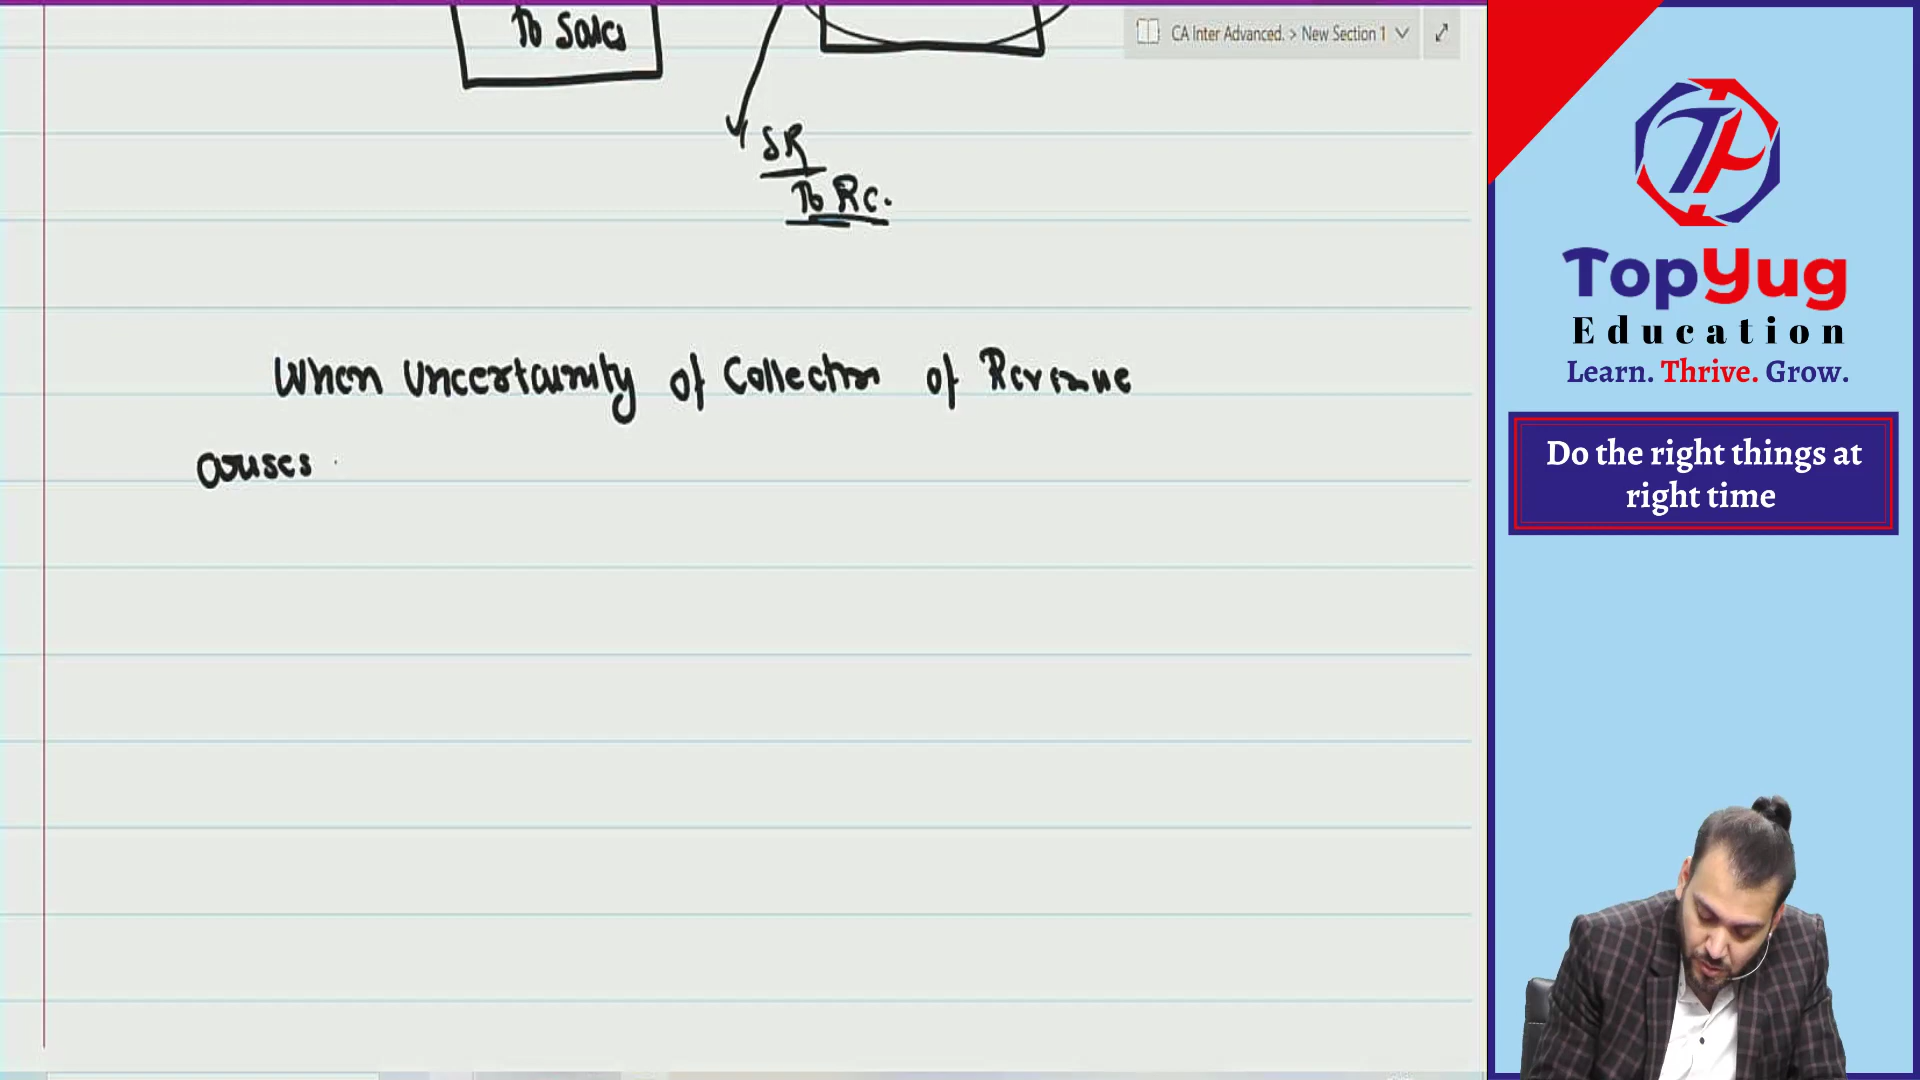 To Sales
CA Inter Advanced. > New Section 1
SR
To Rc.
When Uncertainity of Collection of Revenue
arises
TopYug
Education
Learn. Thrive. Grow.
Do the right things at
right time